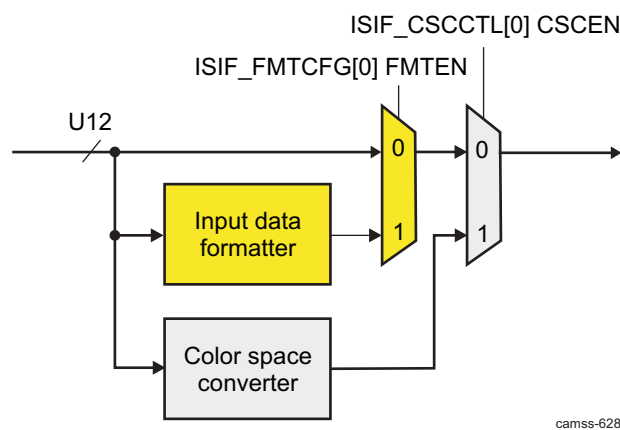 ISIF_CSCCTL[0] CSCEN
ISIF_FMTCFG[0] FMTEN
U12
0
0
Input data
formatter
1
1
Color space
converter
camss-628